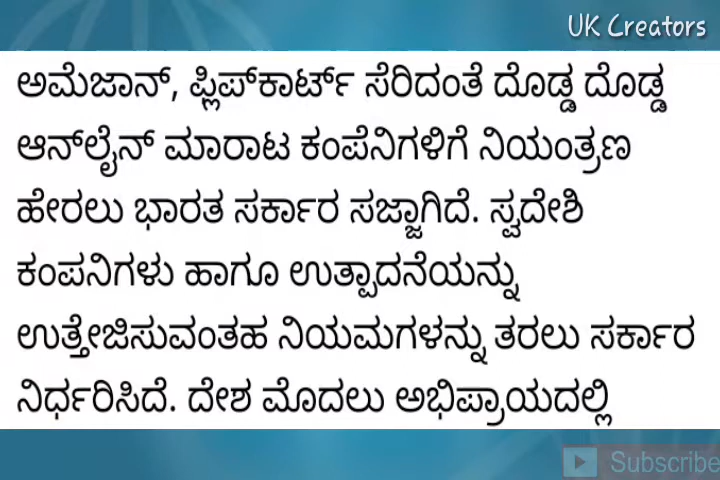 UK Creators
ಅಮೆಜಾನ್, ಪ್ಲಿಪ್‌ಕಾರ್ಟ್ ಸೆರಿದಂತೆ ದೊಡ್ಡ ದೊಡ್ಡ
ಆನ್‌ಲೈನ್ ಮಾರಾಟ ಕಂಪೆನಿಗಳಿಗೆ ನಿಯಂತ್ರಣ
ಹೇರಲು ಭಾರತ ಸರ್ಕಾರ ಸಜ್ಜಾಗಿದೆ. ಸ್ವದೇಶಿ
ಕಂಪನಿಗಳು ಹಾಗೂ ಉತ್ಪಾದನೆಯನ್ನು
ಉತ್ತೇಜಿಸುವಂತಹ ನಿಯಮಗಳನ್ನು ತರಲು ಸರ್ಕಾರ
ನಿರ್ಧರಿಸಿದೆ. ದೇಶ ಮೊದಲು ಅಭಿಪ್ರಾಯದಲ್ಲಿ
Subscribe